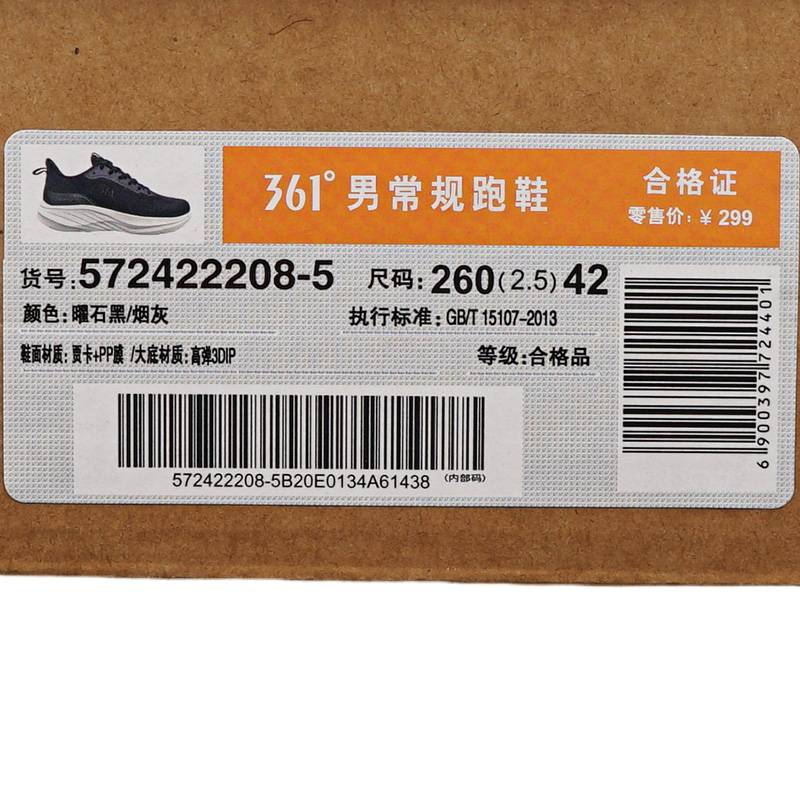 361° 男常规跑鞋
合格证
零售价: ¥ 299
货号:572422208-5 尺码: 260(2.5)42
颜色: 曜石黑/烟灰 执行标准: GB/T 15107-2013
鞋面材质: 贾卡+PP膜 /大底材质: 高弹3DIP 等级: 合格品
572422208-5B20E0134A61438 (内部码)
6 900397 724401